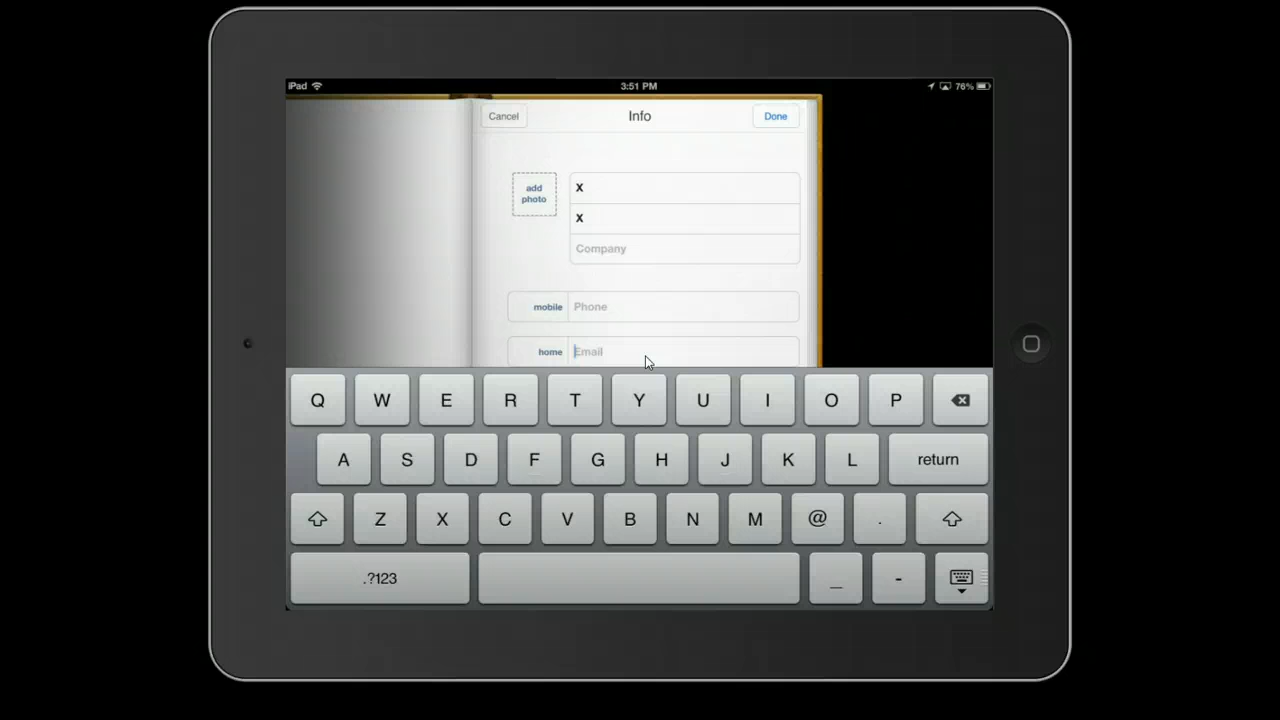 iPad 3:51 PM 76%
Cancel Info Done
add photo
X
X
Company
mobile Phone
home Email
Q W E R T Y U I O P
A S D F G H J K L return
Z X C V B N M @ .
.?123 _ -